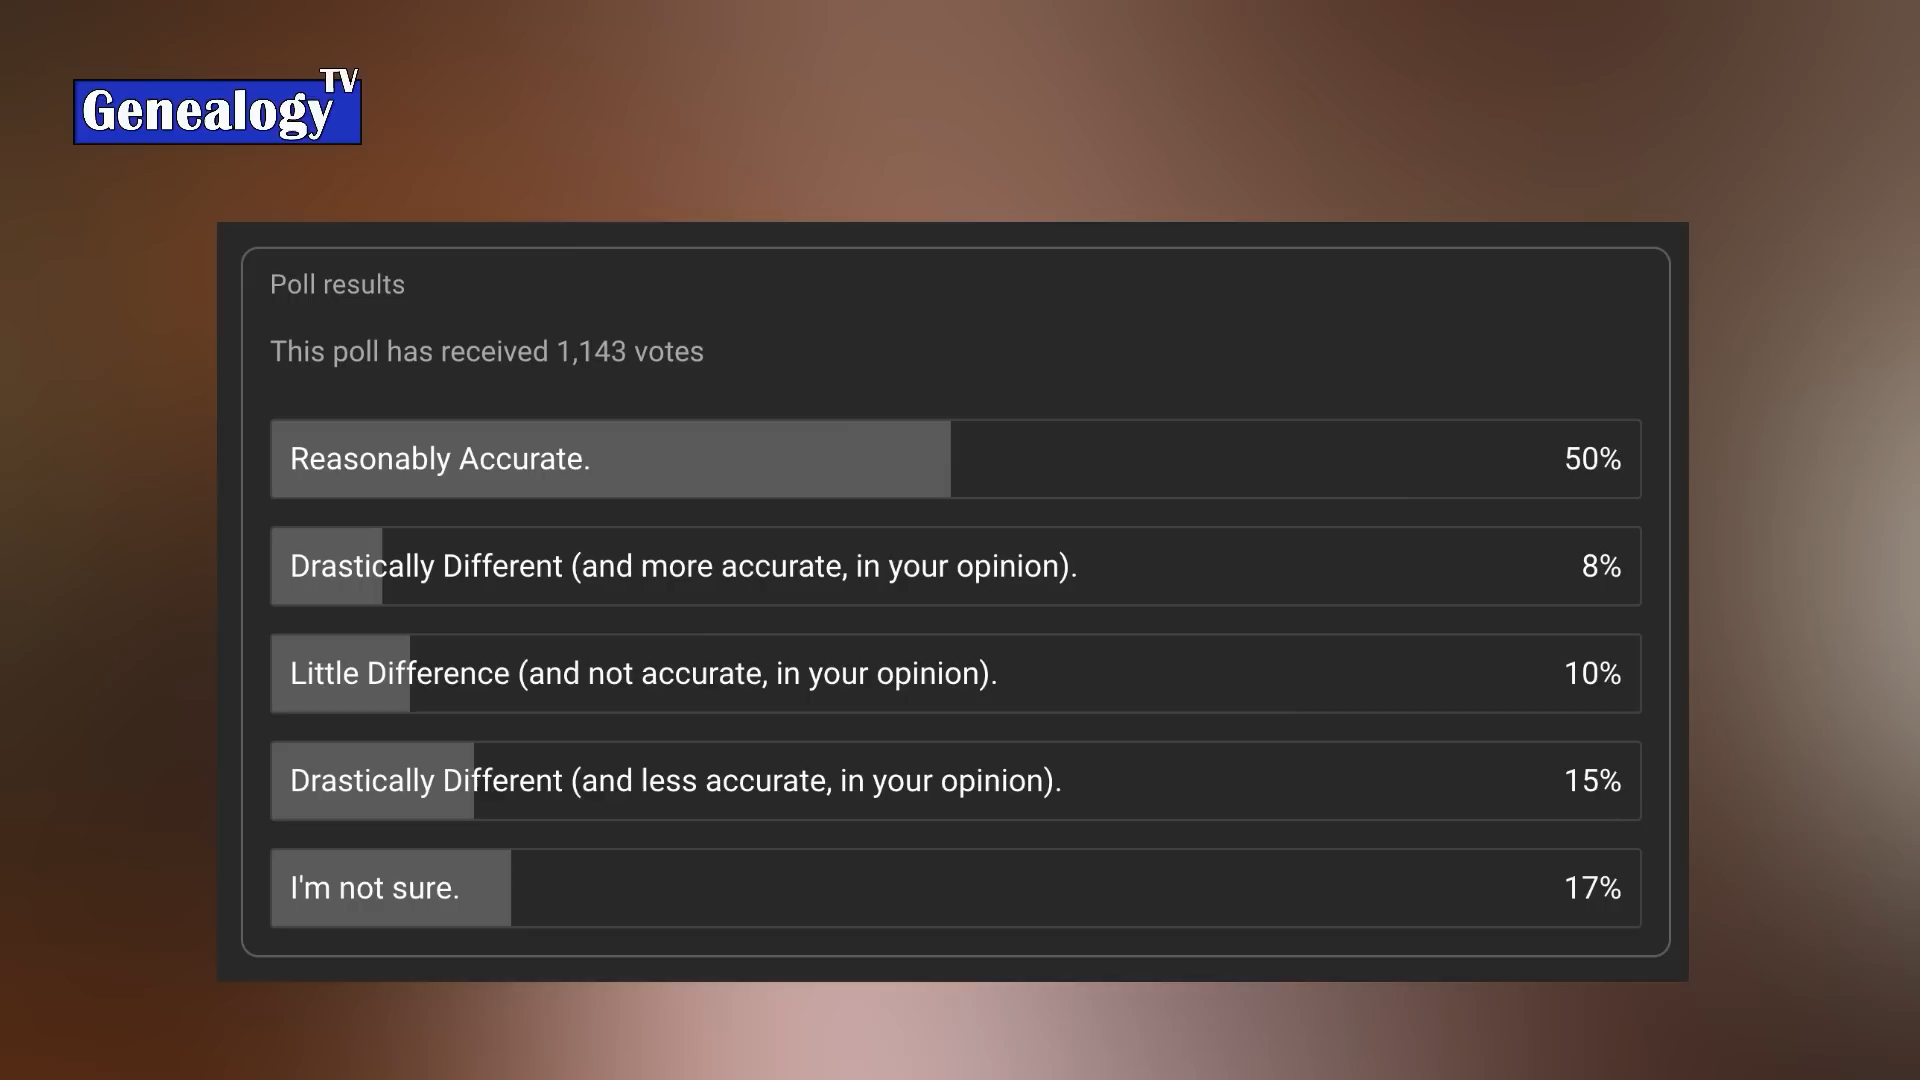 Genealogy TV
Poll results
This poll has received 1,143 votes
Reasonably Accurate. 50%
Drastically Different (and more accurate, in your opinion). 8%
Little Difference (and not accurate, in your opinion). 10%
Drastically Different (and less accurate, in your opinion). 15%
I'm not sure. 17%